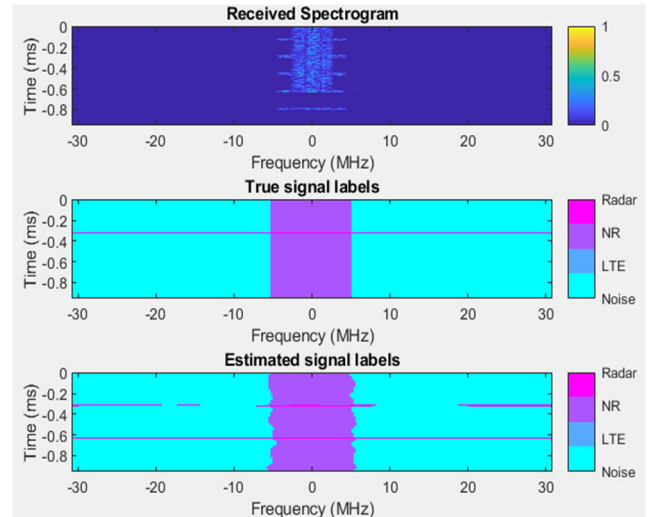 Received Spectrogram
Time (ms)
0
-0.2
-0.4
-0.6
-0.8
-30 -20 -10 0 10 20 30
Frequency (MHz)
1
0.5
0
True signal labels
Time (ms)
0
-0.2
-0.4
-0.6
-0.8
-30 -20 -10 0 10 20 30
Frequency (MHz)
Radar
NR
LTE
Noise
Estimated signal labels
Time (ms)
0
-0.2
-0.4
-0.6
-0.8
-30 -20 -10 0 10 20 30
Frequency (MHz)
Radar
NR
LTE
Noise